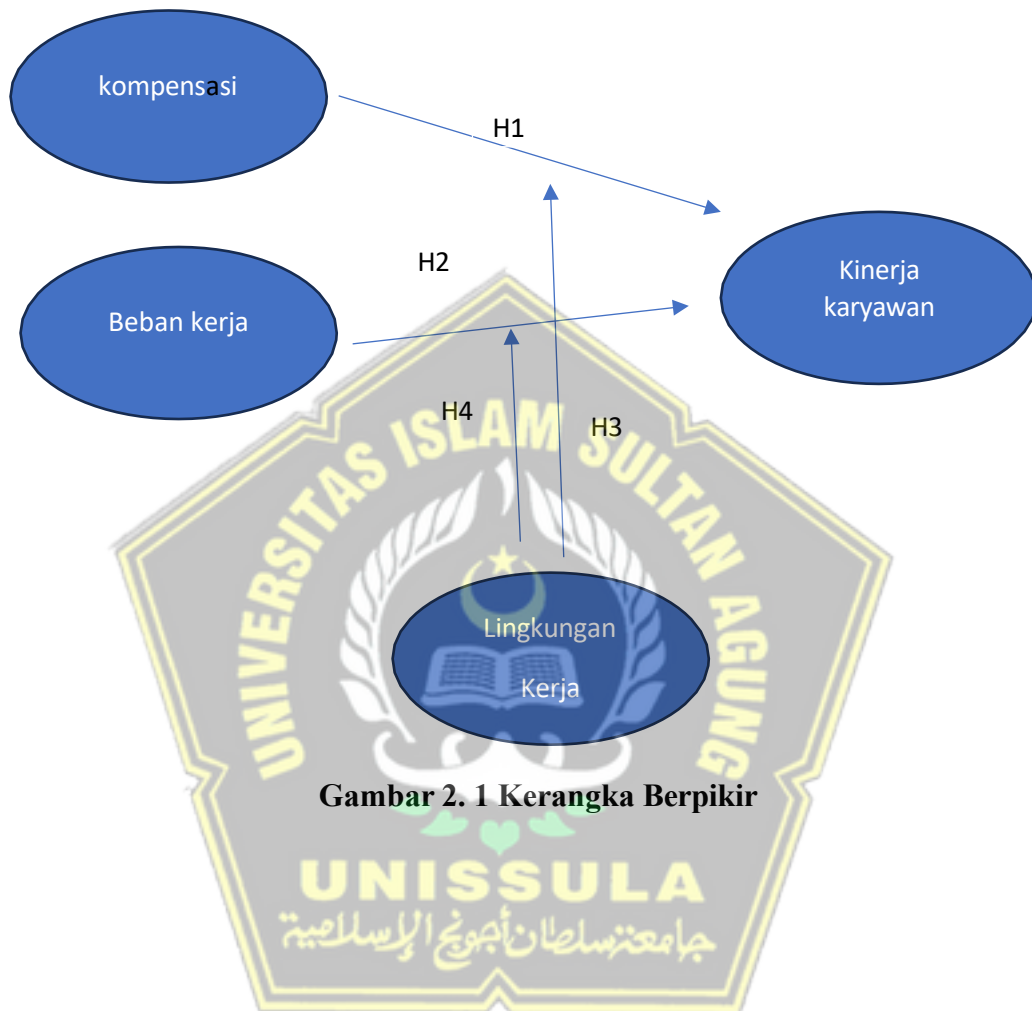 kompensasi
H1
Kinerja
karyawan
H2
Beban kerja
H4
H3
UNIVERSITAS ISLAM SULTAN AGUNG
Lingkungan
Kerja
Gambar 2. 1 Kerangka Berpikir
UNISSULA
جامعة سلطان أجونج الإسلامية